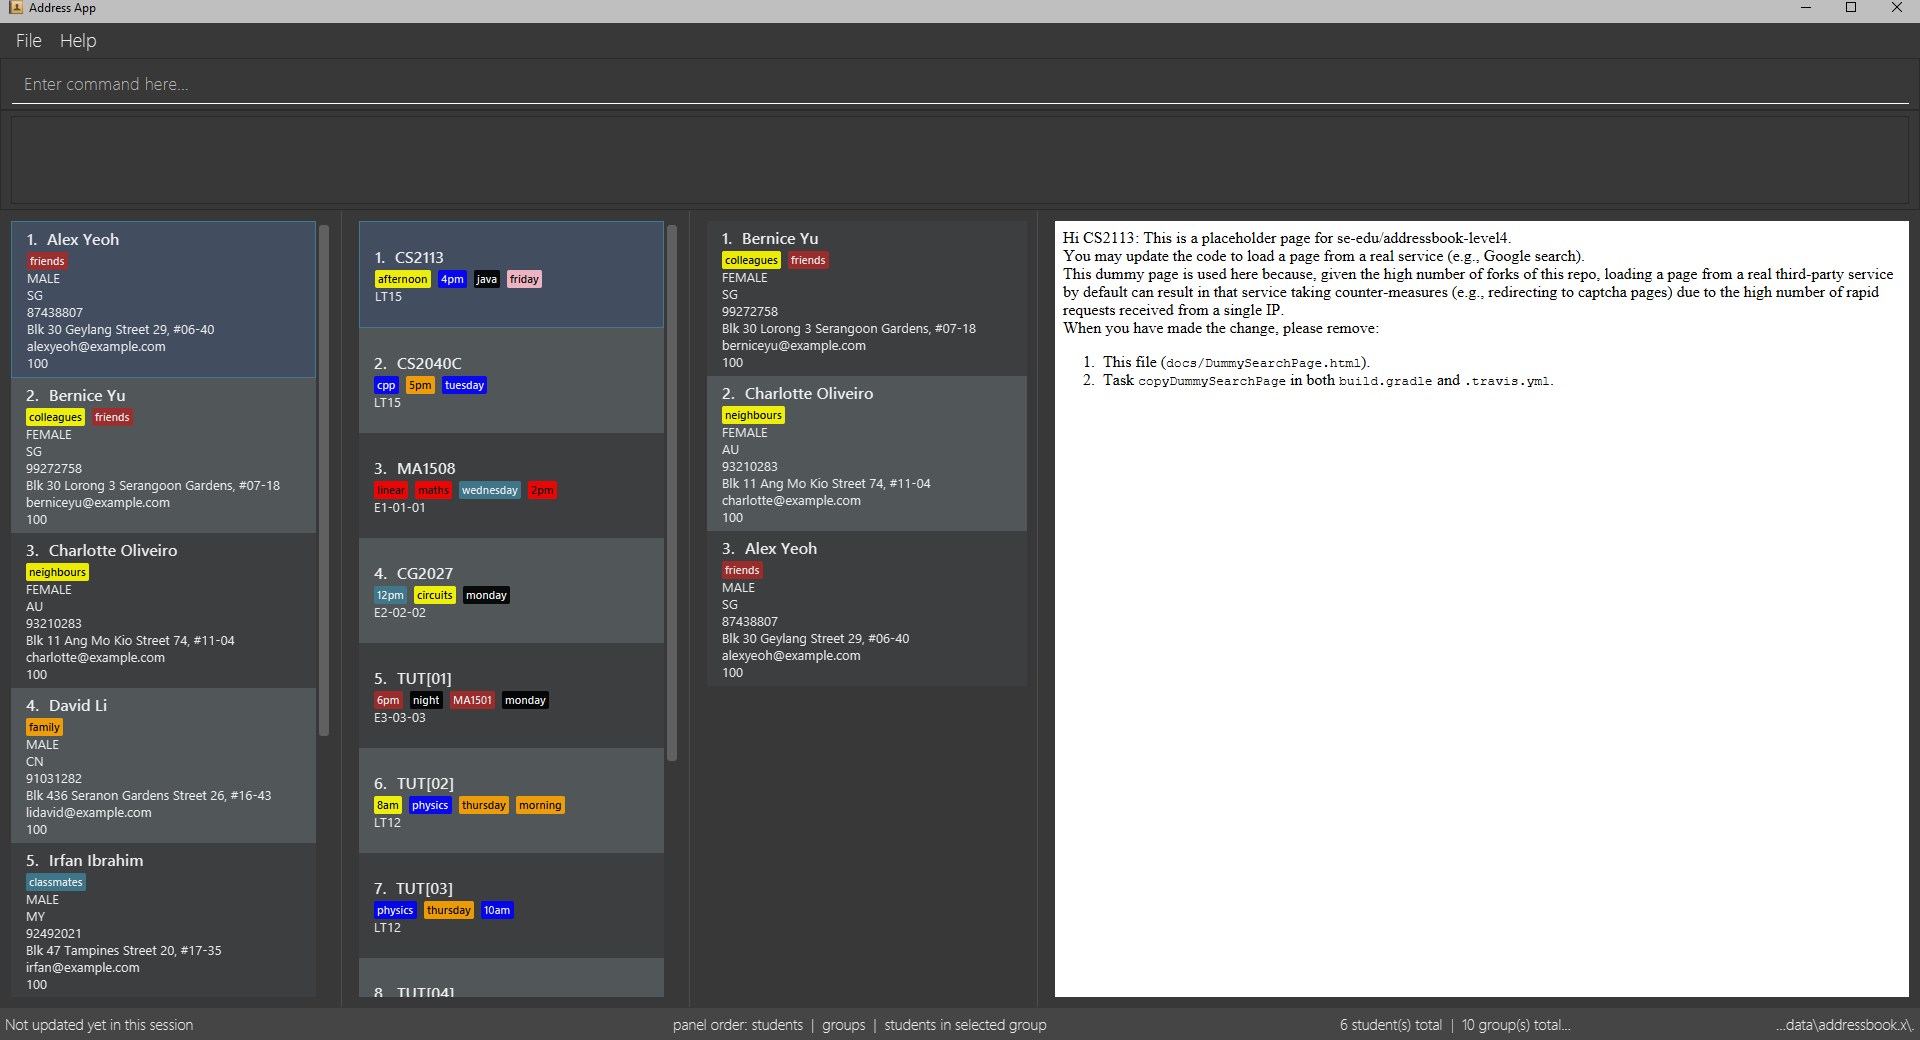 Address App
File Help
Enter command here...
1. Alex Yeoh
friends
MALE
SG
87438807
Blk 30 Geylang Street 29, #06-40
alexyeoh@example.com
100
2. Bernice Yu
colleagues friends
FEMALE
SG
99272758
Blk 30 Lorong 3 Serangoon Gardens, #07-18
berniceyu@example.com
100
3. Charlotte Oliveiro
neighbours
FEMALE
AU
93210283
Blk 11 Ang Mo Kio Street 74, #11-04
charlotte@example.com
100
4. David Li
family
MALE
CN
91031282
Blk 436 Seranon Gardens Street 26, #16-43
lidavid@example.com
100
5. Irfan Ibrahim
classmates
MALE
MY
92492021
Blk 47 Tampines Street 20, #17-35
irfan@example.com
100
1. CS2113
afternoon 4pm java friday
LT15
2. CS2040C
cpp 5pm tuesday
LT15
3. MA1508
linear maths wednesday 2pm
E1-01-01
4. CG2027
12pm circuits monday
E2-02-02
5. TUT[01]
6pm night MA1501 monday
E3-03-03
6. TUT[02]
8am physics thursday morning
LT12
7. TUT[03]
physics thursday 10am
LT12
8. TUT[04]
1. Bernice Yu
colleagues friends
FEMALE
SG
99272758
Blk 30 Lorong 3 Serangoon Gardens, #07-18
berniceyu@example.com
100
2. Charlotte Oliveiro
neighbours
FEMALE
AU
93210283
Blk 11 Ang Mo Kio Street 74, #11-04
charlotte@example.com
100
3. Alex Yeoh
friends
MALE
SG
87438807
Blk 30 Geylang Street 29, #06-40
alexyeoh@example.com
100
Hi CS2113: This is a placeholder page for se-edu/addressbook-level4.
You may update the code to load a page from a real service (e.g., Google search).
This dummy page is used here because, given the high number of forks of this repo, loading a page from a real third-party service
by default can result in that service taking counter-measures (e.g., redirecting to captcha pages) due to the high number of rapid
requests received from a single IP.
When you have made the change, please remove:
1. This file (docs/DummySearchPage.html).
2. Task copyDummySearchPage in both build.gradle and .travis.yml.
Not updated yet in this session
panel order: students | groups | students in selected group
6 student(s) total | 10 group(s) total...
...data\addressbook.x\.